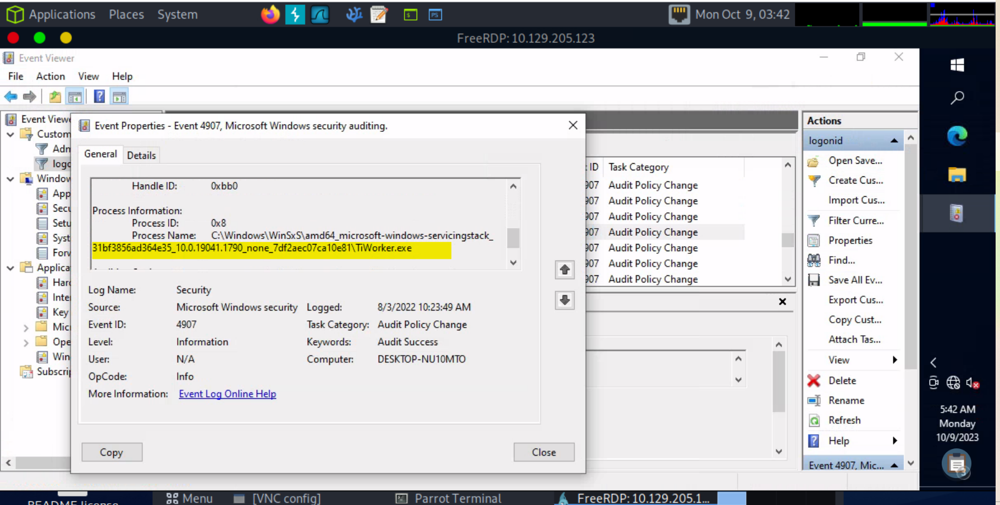 Applications Places System
Mon Oct 9, 03:42
FreeRDP: 10.129.205.123
Event Viewer
File Action View Help
Event View
Custom
Adn
logo
Window
App
Secu
Setu
Syst
Forv
Applica
Hard
Inte
Key
Micr
Ope
Win
Subscrip
Event Properties - Event 4907, Microsoft Windows security auditing.
General Details
Handle ID: 0xbb0
Process Information:
Process ID: 0x8
Process Name: C:\Windows\WinSxS\amd64_microsoft-windows-servicingstack_
31bf3856ad364e35_10.0.19041.1790_none_7df2aec07ca10e81\TiWorker.exe
Log Name: Security
Source: Microsoft Windows security Logged: 8/3/2022 10:23:49 AM
Event ID: 4907 Task Category: Audit Policy Change
Level: Information Keywords: Audit Success
User: N/A Computer: DESKTOP-NU10MTO
OpCode: Info
More Information: Event Log Online Help
Copy Close
ID Task Category
907 Audit Policy Change
907 Audit Policy Change
907 Audit Policy Change
907 Audit Policy Change
907 Audit Policy Change
907 Audit Policy Change
907 Audit Policy Change
Actions
logonid
Open Save...
Create Cus...
Import Cus...
Filter Curre...
Properties
Find...
Save All Ev...
Export Cus...
Copy Cust...
Attach Tas...
View
Delete
Rename
Refresh
Help
Event 4907, Mic...
5:42 AM
Monday
10/9/2023
3
README license
Menu [VNC config] Parrot Terminal FreeRDP: 10.129.205.1...